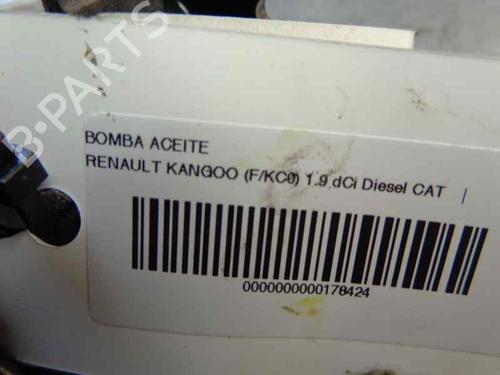 B-PARTS
BOMBA ACEITE
RENAULT KANGOO (F/KC0) 1.9 dCi Diesel CAT |
0000000000178424